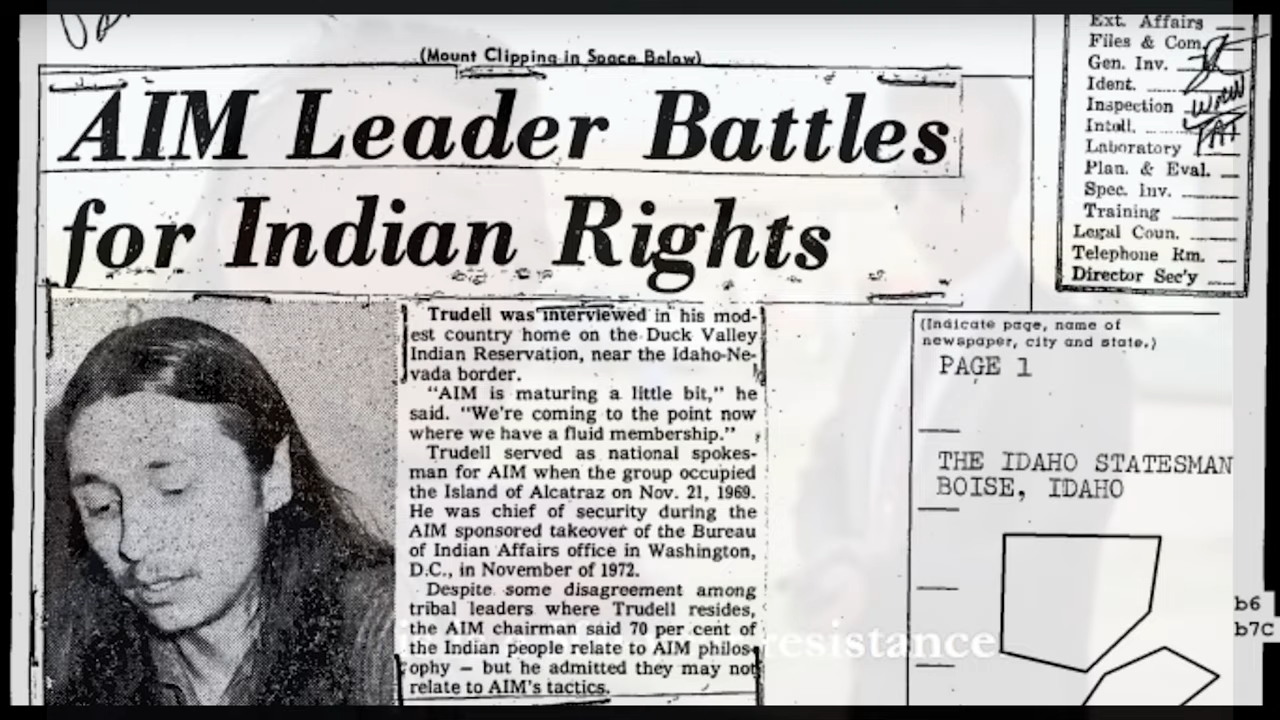 (Mount Clipping in Space Below)
AIM Leader Battles
for Indian Rights
Trudell was interviewed in his mod-
est country home on the Duck Valley
Indian Reservation, near the Idaho-Ne-
vada border.
"AIM is maturing a little bit," he
said. "We're coming to the point now
where we have a fluid membership."
Trudell served as national spokes-
man for AIM when the group occupied
the Island of Alcatraz on Nov. 21, 1969.
He was chief of security during the
AIM sponsored takeover of the Bureau
of Indian Affairs office in Washington,
D.C., in November of 1972.
Despite some disagreement among
tribal leaders where Trudell resides,
the AIM chairman said 70 per cent of
the Indian people relate to AIM philos-
ophy — but he admitted they may not
relate to AIM's tactics.
resistance.
Ext. Affairs
Files & Com.
Gen. Inv.
Ident.
Inspection
Intell.
Laboratory
Plan. & Eval.
Spec. Inv.
Training
Legal Coun.
Telephone Rm.
Director Sec'y
(Indicate page, name of
newspaper, city and state.)
PAGE 1
THE IDAHO STATESMAN
BOISE, IDAHO
b6
b7C